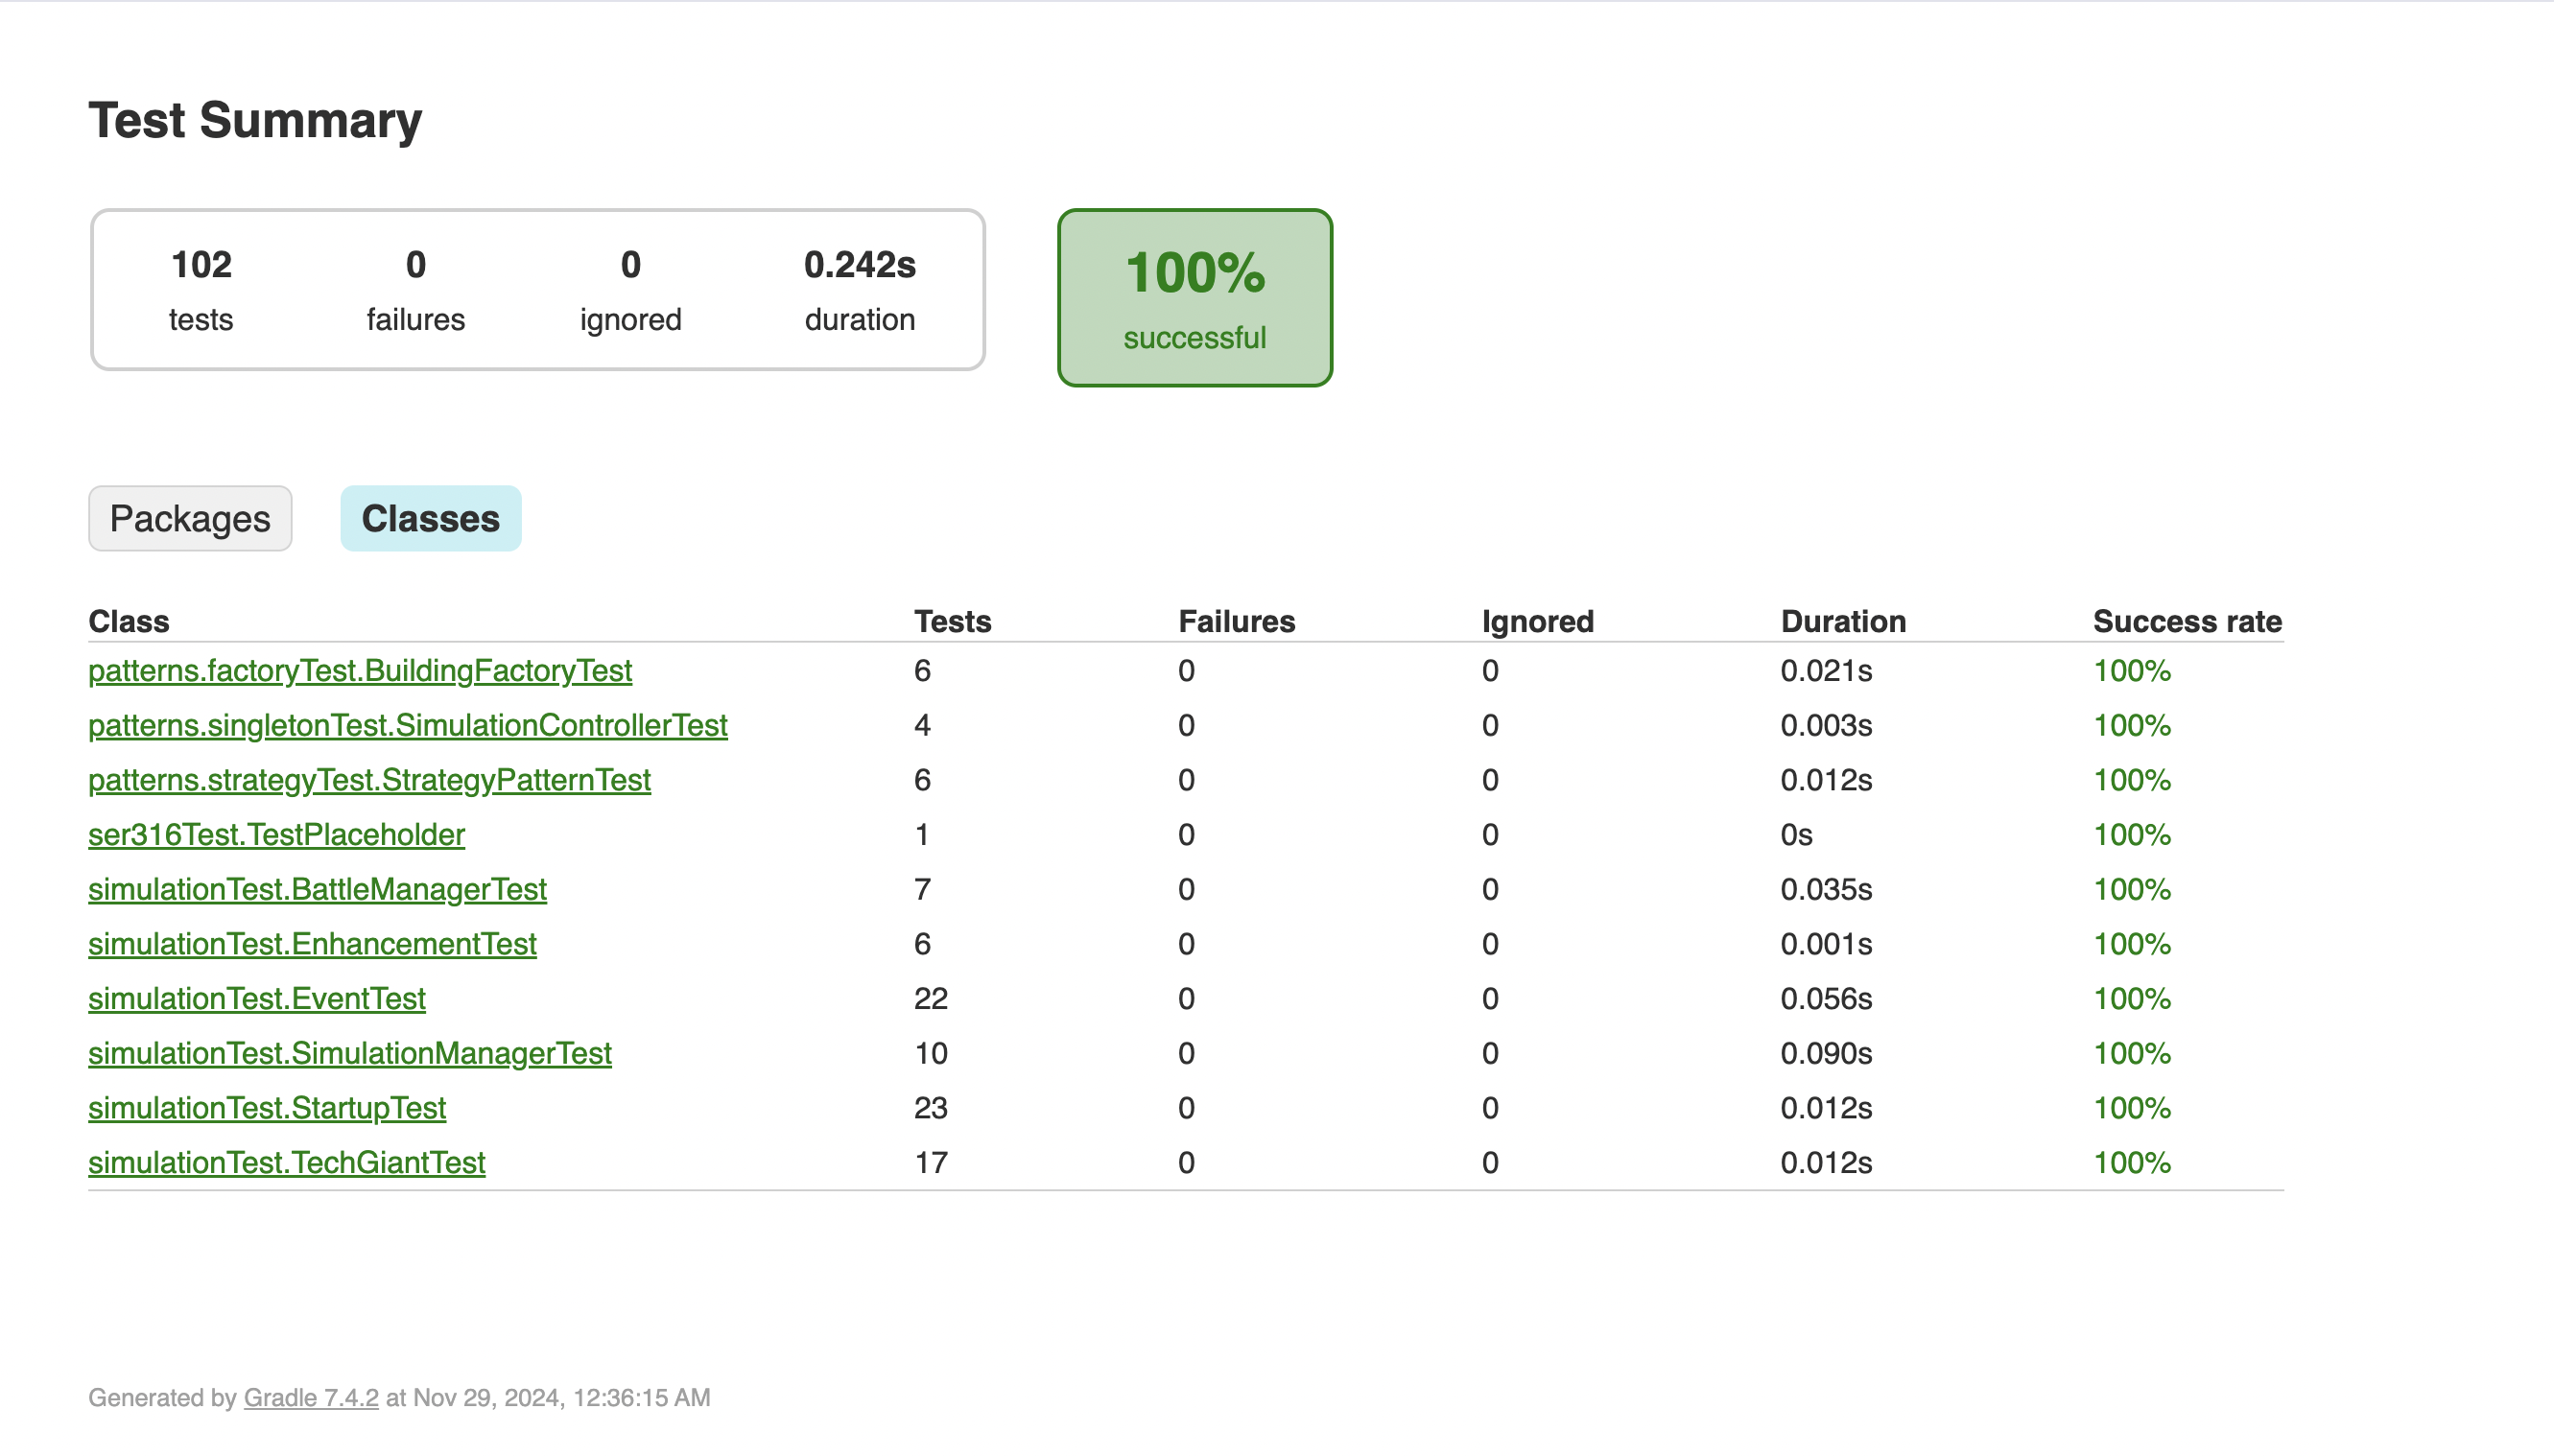 Test Summary
102 0 0 0.242s
tests failures ignored duration
100%
successful
Packages Classes
Class Tests Failures Ignored Duration Success rate
patterns.factoryTest.BuildingFactoryTest 6 0 0 0.021s 100%
patterns.singletonTest.SimulationControllerTest 4 0 0 0.003s 100%
patterns.strategyTest.StrategyPatternTest 6 0 0 0.012s 100%
ser316Test.TestPlaceholder 1 0 0 0s 100%
simulationTest.BattleManagerTest 7 0 0 0.035s 100%
simulationTest.EnhancementTest 6 0 0 0.001s 100%
simulationTest.EventTest 22 0 0 0.056s 100%
simulationTest.SimulationManagerTest 10 0 0 0.090s 100%
simulationTest.StartupTest 23 0 0 0.012s 100%
simulationTest.TechGiantTest 17 0 0 0.012s 100%
Generated by Gradle 7.4.2 at Nov 29, 2024, 12:36:15 AM